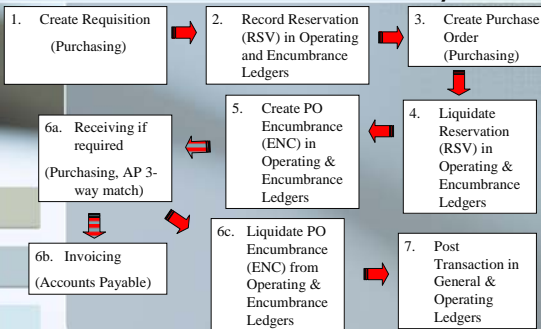 1. Create Requisition
(Purchasing)
2. Record Reservation
(RSV) in Operating
and Encumbrance
Ledgers
3. Create Purchase
Order
(Purchasing)
4. Liquidate
Reservation
(RSV) in
Operating &
Encumbrance
Ledgers
5. Create PO
Encumbrance
(ENC) in
Operating &
Encumbrance
Ledgers
6a. Receiving if
required
(Purchasing, AP 3-
way match)
6b. Invoicing
(Accounts Payable)
6c. Liquidate PO
Encumbrance
(ENC) from
Operating &
Encumbrance
Ledgers
7. Post
Transaction in
General &
Operating
Ledgers